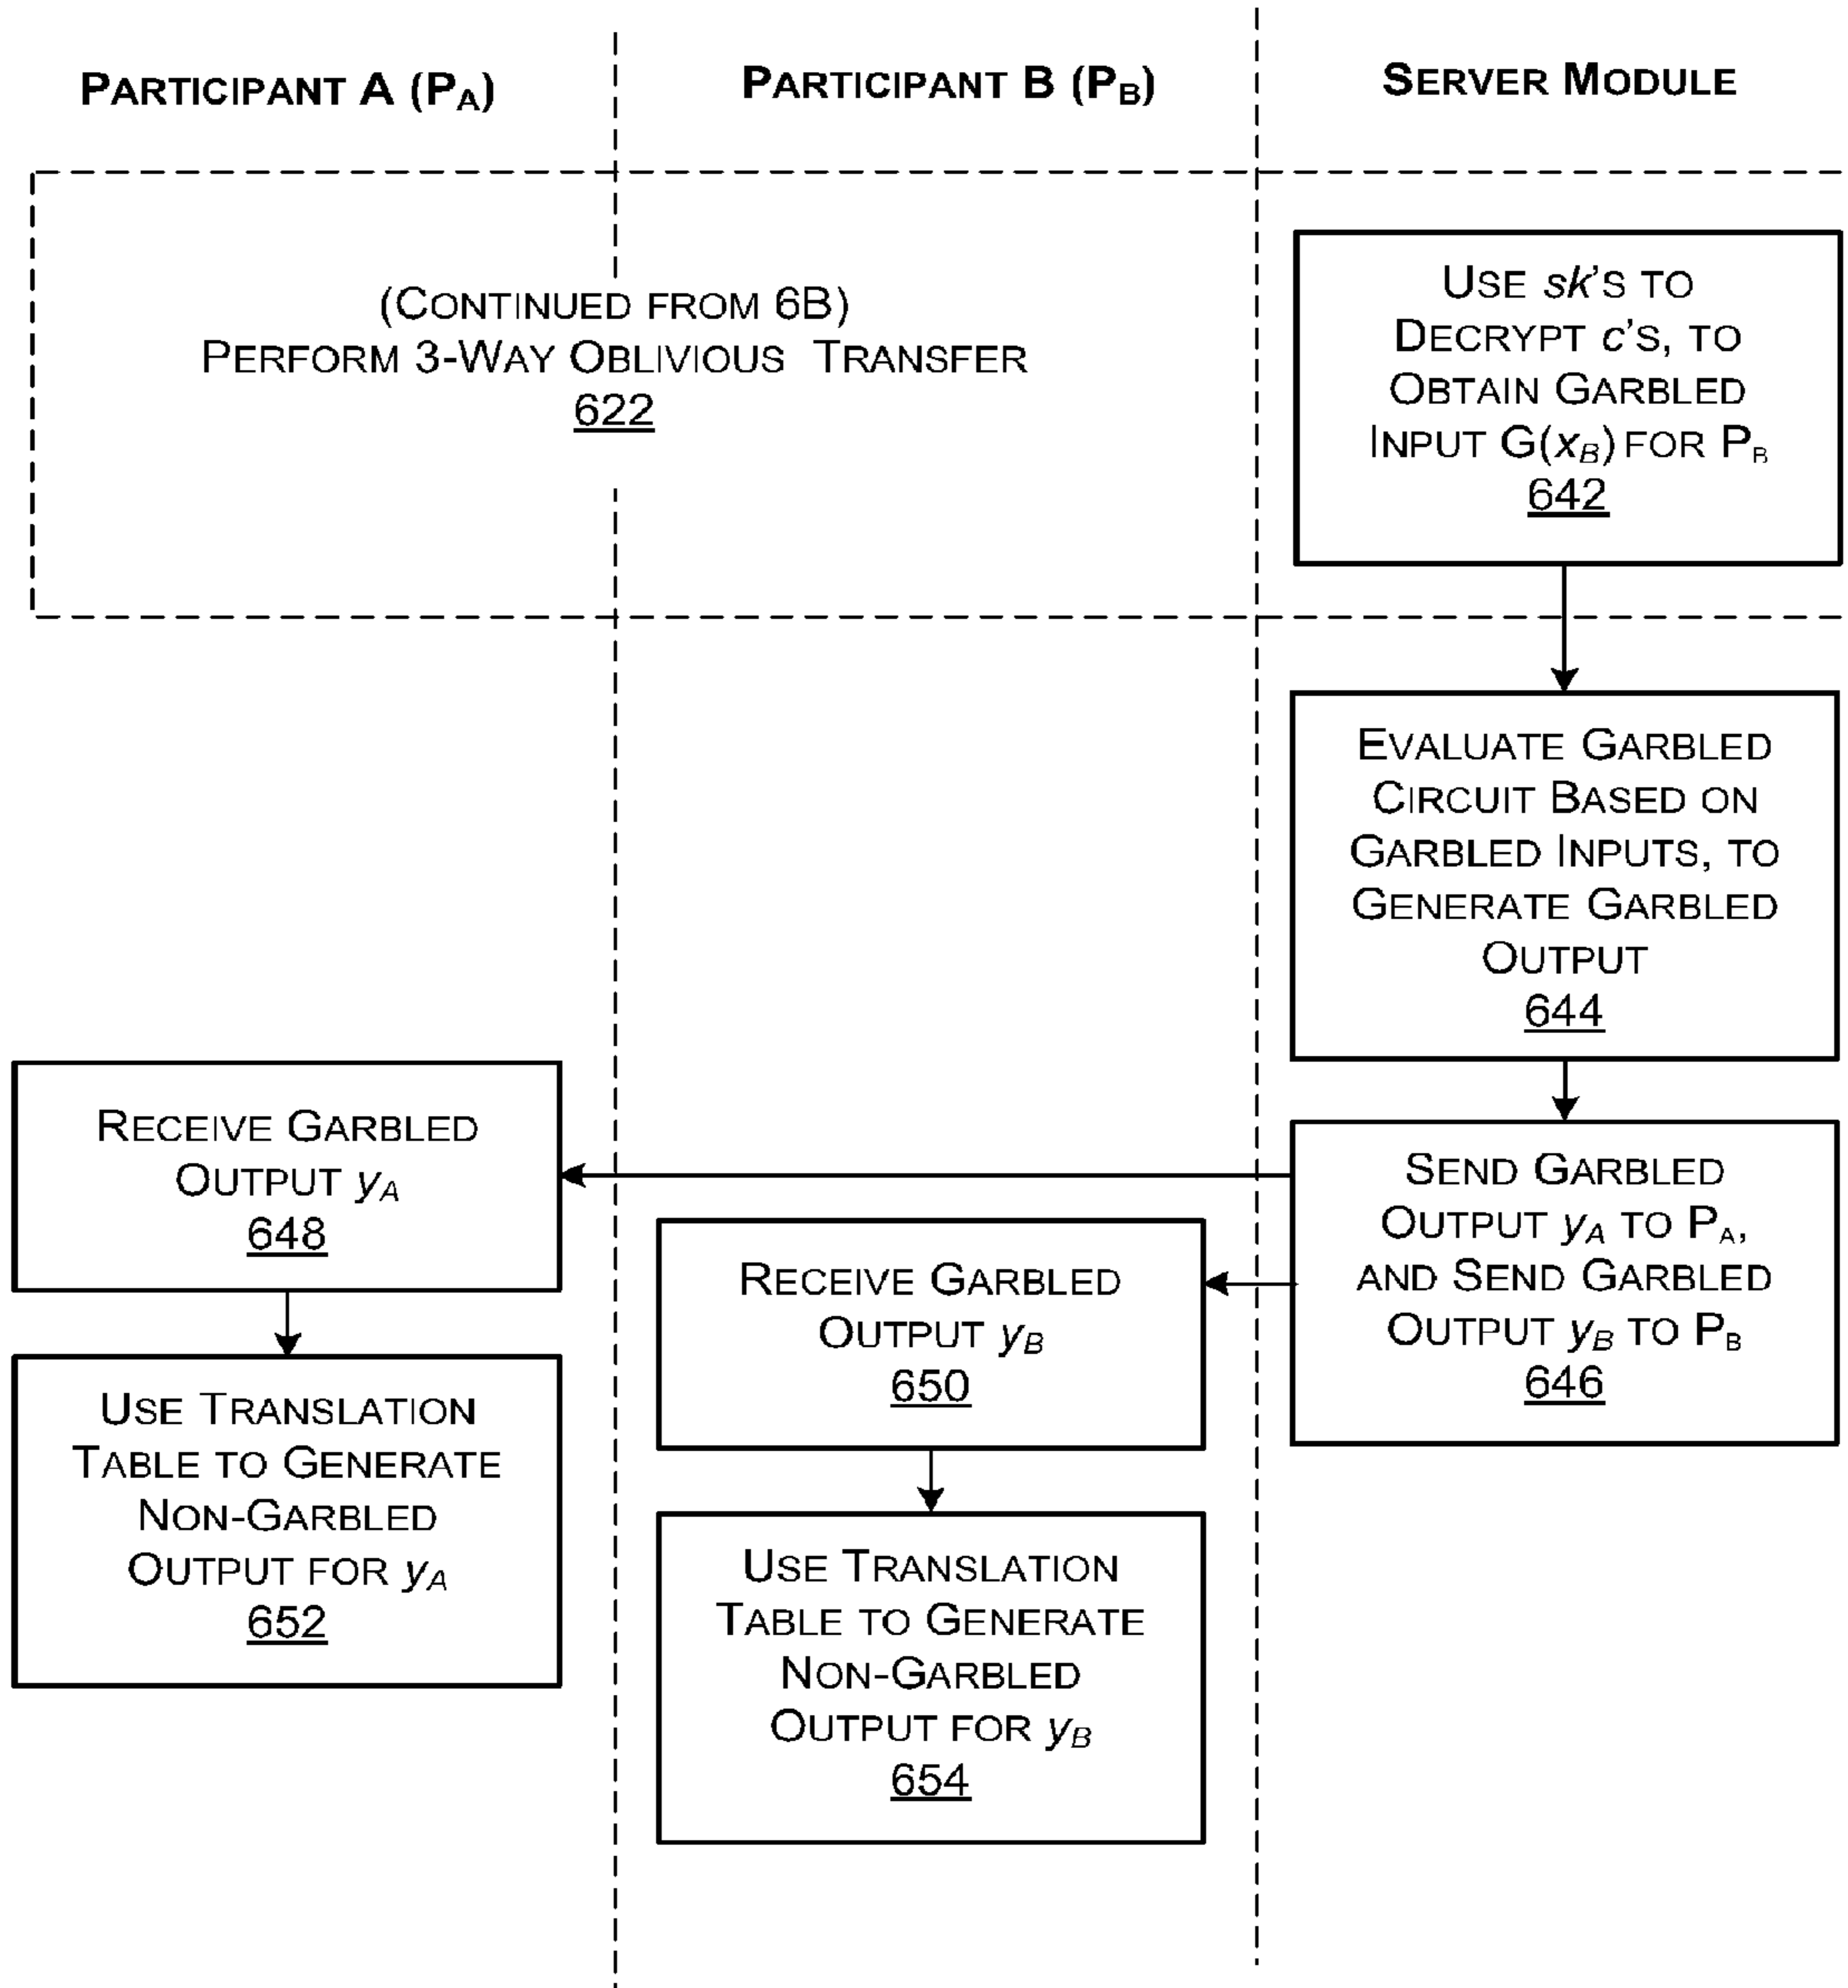 PARTICIPANT A (PA)
PARTICIPANT B (PB)
SERVER MODULE
(CONTINUED FROM 6B)
PERFORM 3-WAY OBLIVIOUS TRANSFER
622
USE sk'S TO
DECRYPT c'S, TO
OBTAIN GARBLED
INPUT G(xB) FOR PB
642
EVALUATE GARBLED
CIRCUIT BASED ON
GARBLED INPUTS, TO
GENERATE GARBLED
OUTPUT
644
SEND GARBLED
OUTPUT yA TO PA,
AND SEND GARBLED
OUTPUT yB TO PB
646
RECEIVE GARBLED
OUTPUT yA
648
RECEIVE GARBLED
OUTPUT yB
650
USE TRANSLATION
TABLE TO GENERATE
NON-GARBLED
OUTPUT FOR yA
652
USE TRANSLATION
TABLE TO GENERATE
NON-GARBLED
OUTPUT FOR yB
654